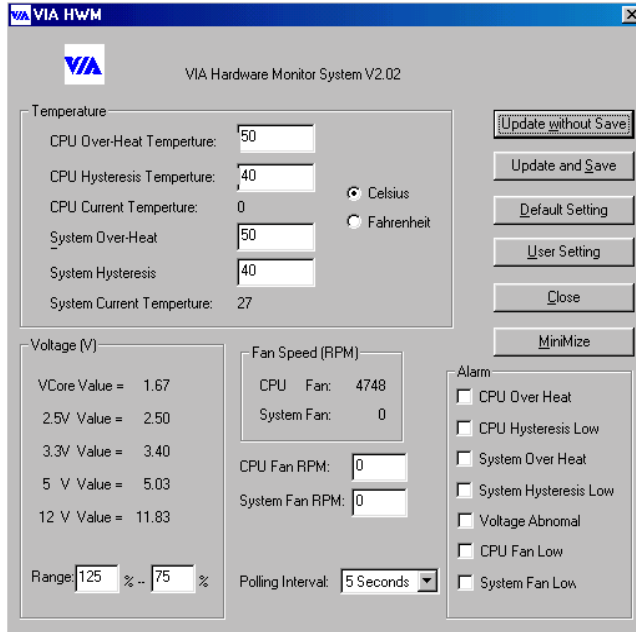 VIA VIA HWM
VIA
VIA Hardware Monitor System V2.02
Temperature
CPU Over-Heat Temperture: 50
CPU Hysteresis Temperture: 40
CPU Current Temperture: 0
System Over-Heat 50
System Hysteresis 40
System Current Temperture: 27
Celsius
Fahrenheit
Update without Save
Update and Save
Default Setting
User Setting
Close
MiniMize
Voltage (V)
VCore Value = 1.67
2.5V Value = 2.50
3.3V Value = 3.40
5 V Value = 5.03
12 V Value = 11.83
Range: 125 % -- 75 %
Fan Speed (RPM)
CPU Fan: 4748
System Fan: 0
CPU Fan RPM: 0
System Fan RPM: 0
Polling Interval: 5 Seconds
Alarm
CPU Over Heat
CPU Hysteresis Low
System Over Heat
System Hysteresis Low
Voltage Abnomal
CPU Fan Low
System Fan Low